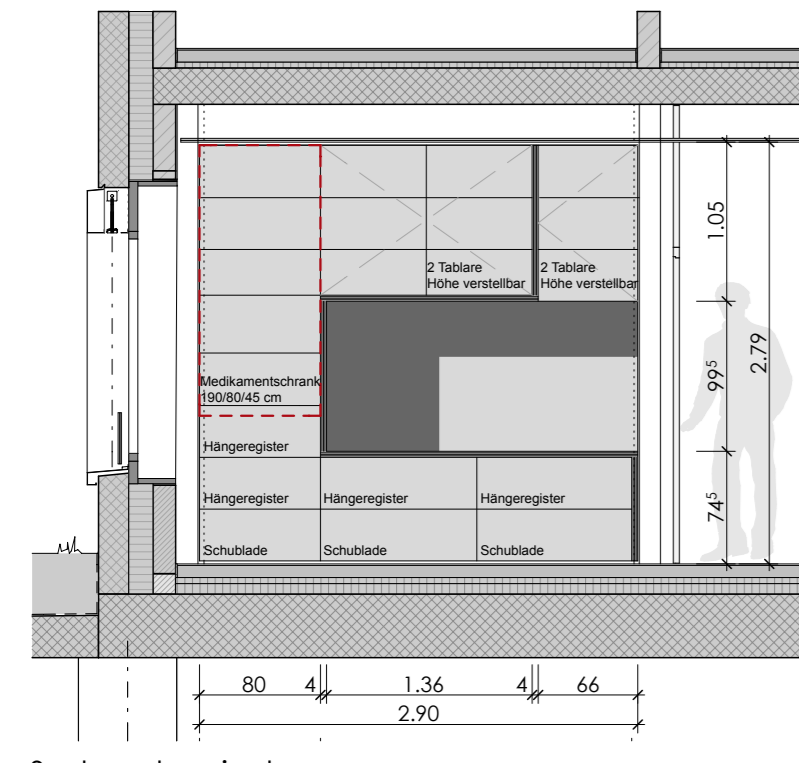 2 Tablare
Höhe verstellbar
2 Tablare
Höhe verstellbar
1.05
2.79
99⁵
74⁵
Medikamentschrank
190/80/45 cm
Hängeregister
Hängeregister
Hängeregister
Hängeregister
Schublade
Schublade
Schublade
80
4
1.36
4
66
2.90